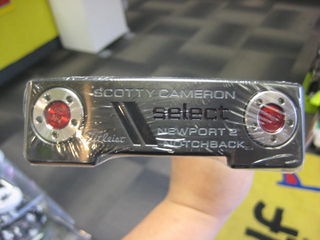 SCOTTY CAMERON
select
NEWPORT 2
NOTCHBACK
Titleist